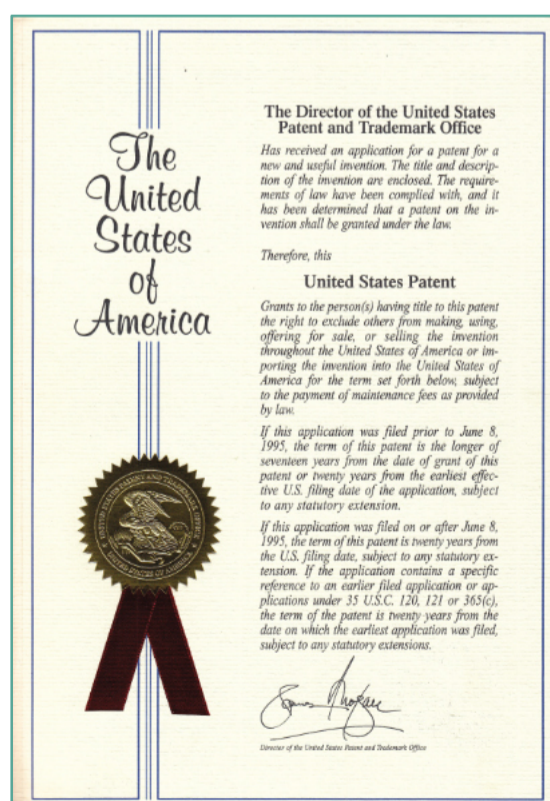 The
United
States
of
America
The Director of the United States
Patent and Trademark Office
Has received an application for a patent for a
new and useful invention. The title and descrip-
tion of the invention are enclosed. The require-
ments of law have been complied with, and it
has been determined that a patent on the in-
vention shall be granted under the law.
Therefore, this
United States Patent
Grants to the person(s) having title to this patent
the right to exclude others from making, using,
offering for sale, or selling the invention
throughout the United States of America or im-
porting the invention into the United States of
America for the term set forth below, subject
to the payment of maintenance fees as provided
by law.
If this application was filed prior to June 8,
1995, the term of this patent is the longer of
seventeen years from the date of grant of this
patent or twenty years from the earliest effec-
tive U.S. filing date of the application, subject
to any statutory extension.
If this application was filed on or after June 8,
1995, the term of this patent is twenty years from
the U.S. filing date, subject to any statutory ex-
tension. If the application contains a specific
reference to an earlier filed application or ap-
plications under 35 U.S.C. 120, 121 or 365(c),
the term of the patent is twenty years from the
date on which the earliest application was filed,
subject to any statutory extensions.
Director of the United States Patent and Trademark Office
UNITED STATES PATENT AND TRADEMARK OFFICE
UNITED STATES OF AMERICA